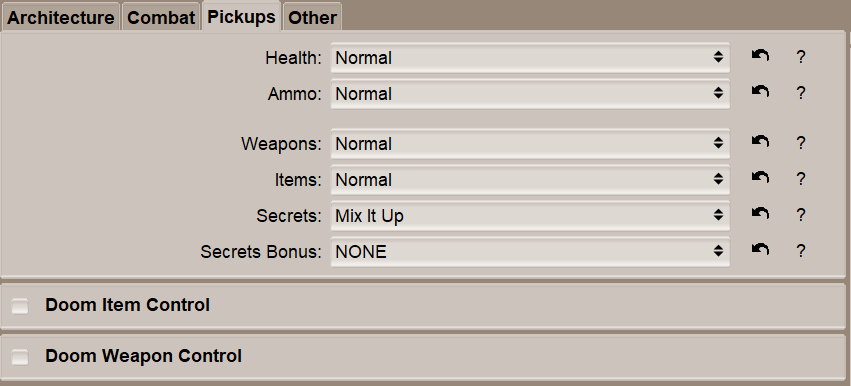 Architecture Combat Pickups Other
Health: Normal ?
Ammo: Normal ?
Weapons: Normal ?
Items: Normal ?
Secrets: Mix It Up ?
Secrets Bonus: NONE ?
Doom Item Control
Doom Weapon Control